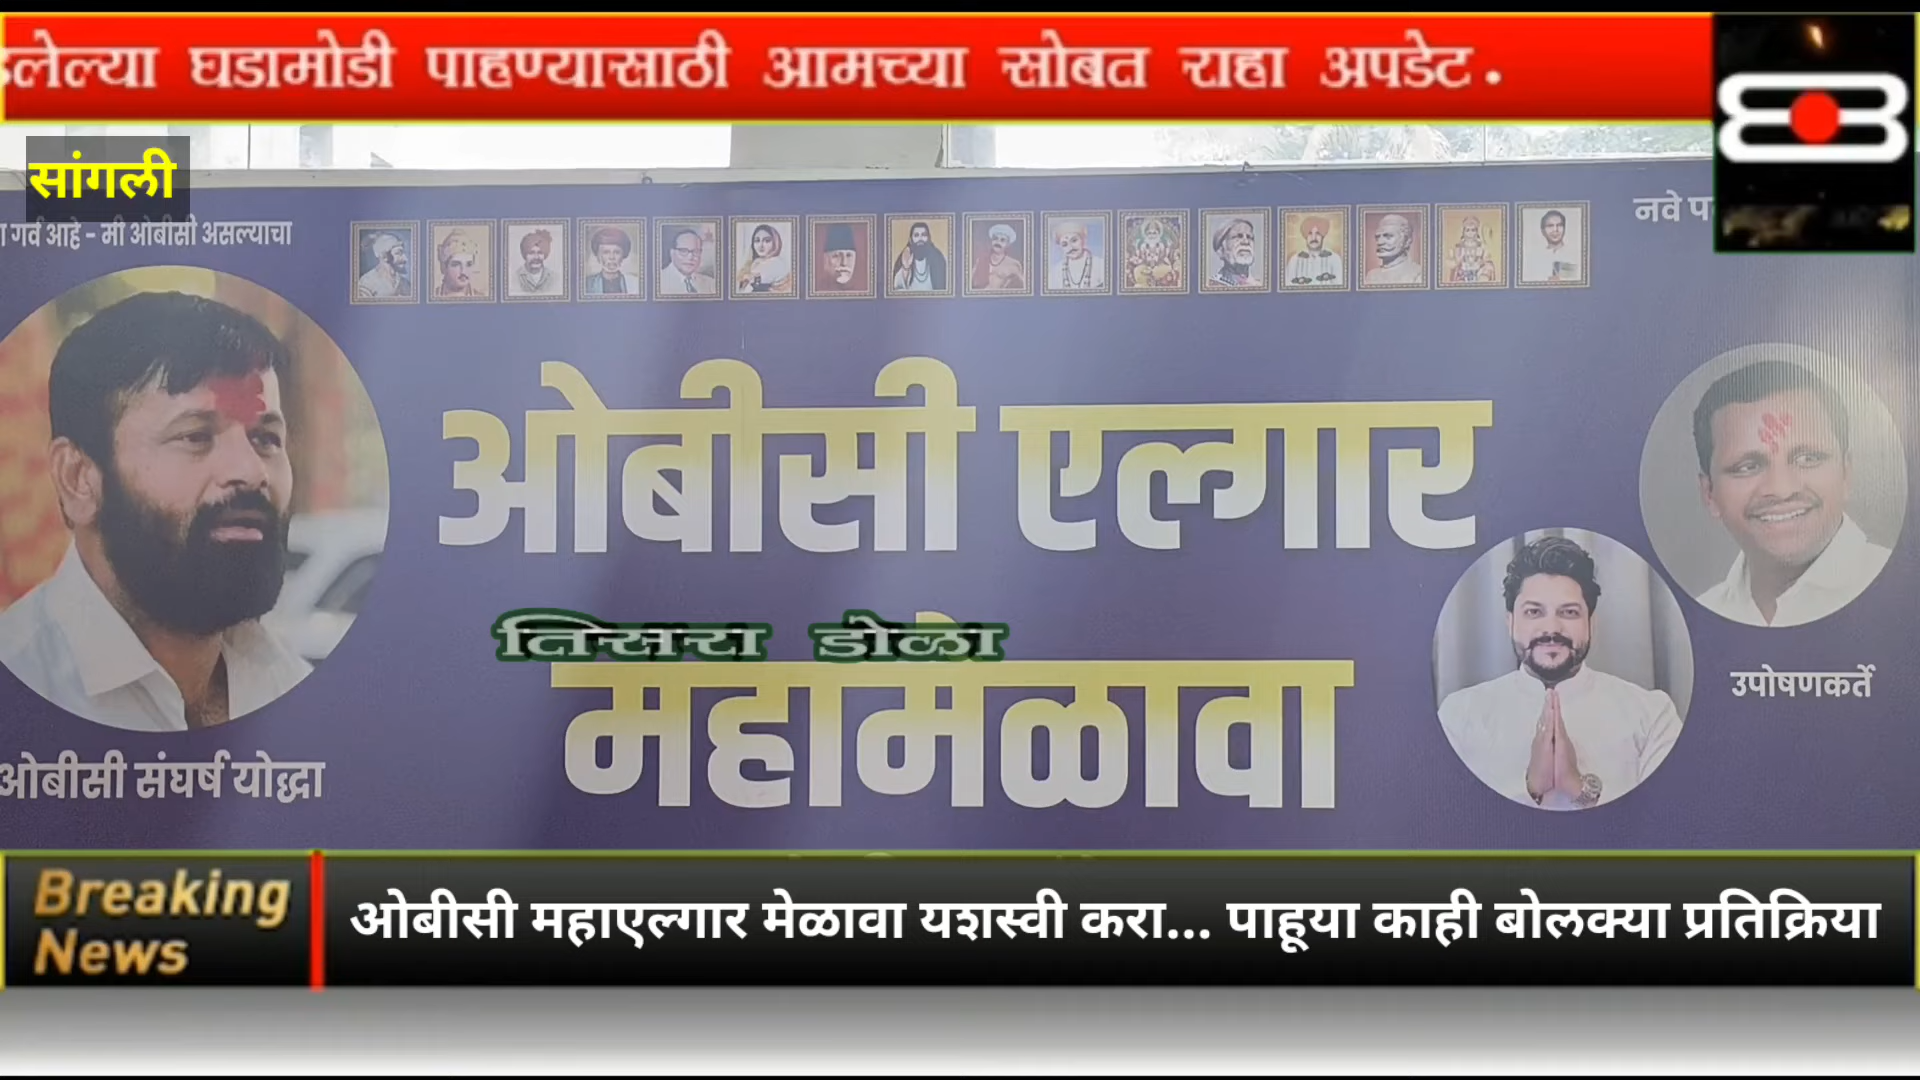 घडामोडी पाहण्यासाठी आमच्या सोबत राहा अपडेट.
सांगली
गर्व आहे - मी ओबीसी असल्याचा
नवे
ओबीसी एल्गार
तिसरा डोळा
महामेळावा
उपोषणकर्ते
ओबीसी संघर्ष योद्धा
Breaking
News
ओबीसी महाएल्गार मेळावा यशस्वी करा... पाहूया काही बोलक्या प्रतिक्रिया